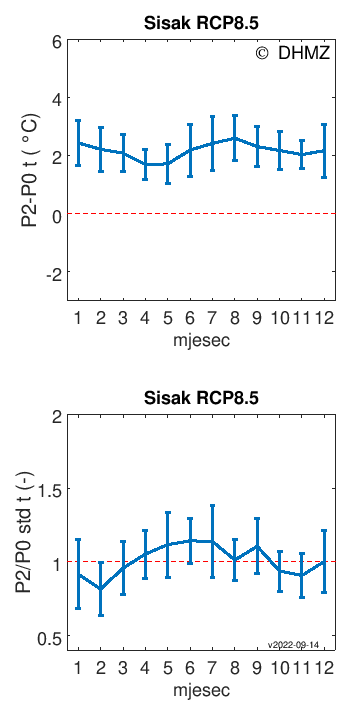 Sisak RCP8.5
© DHMZ
P2-P0 t ( °C)
6
4
2
0
-2
1 2 3 4 5 6 7 8 9 10 11 12
mjesec
Sisak RCP8.5
P2/P0 std t (-)
2
1.5
1
0.5
v2022-09-14
1 2 3 4 5 6 7 8 9 10 11 12
mjesec